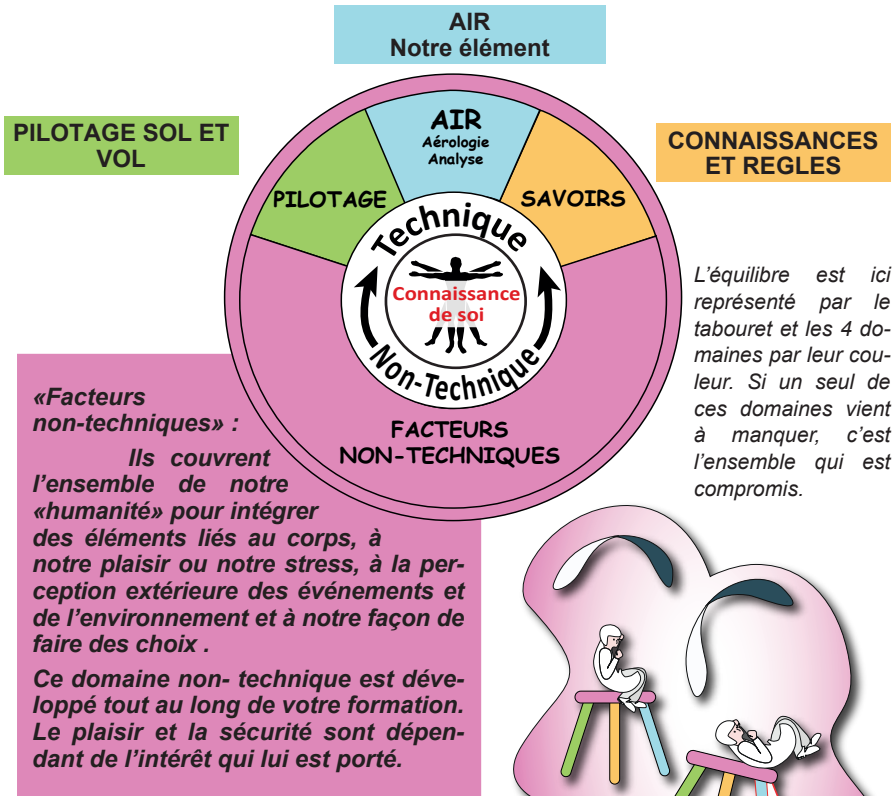 AIR
Notre élément
PILOTAGE SOL ET
VOL
CONNAISSANCES
ET REGLES
AIR
Aérologie
Analyse
PILOTAGE
SAVOIRS
Technique
Connaissance
de soi
Non-Technique
FACTEURS
NON-TECHNIQUES
L'équilibre est ici
représenté par le
tabouret et les 4 do-
maines par leur cou-
leur. Si un seul de
ces domaines vient
à manquer, c'est
l'ensemble qui est
compromis.
«Facteurs
non-techniques» :
Ils couvrent
l'ensemble de notre
«humanité» pour intégrer
des éléments liés au corps, à
notre plaisir ou notre stress, à la per-
ception extérieure des événements et
de l'environnement et à notre façon de
faire des choix .
Ce domaine non- technique est déve-
loppé tout au long de votre formation.
Le plaisir et la sécurité sont dépen-
dant de l'intérêt qui lui est porté.